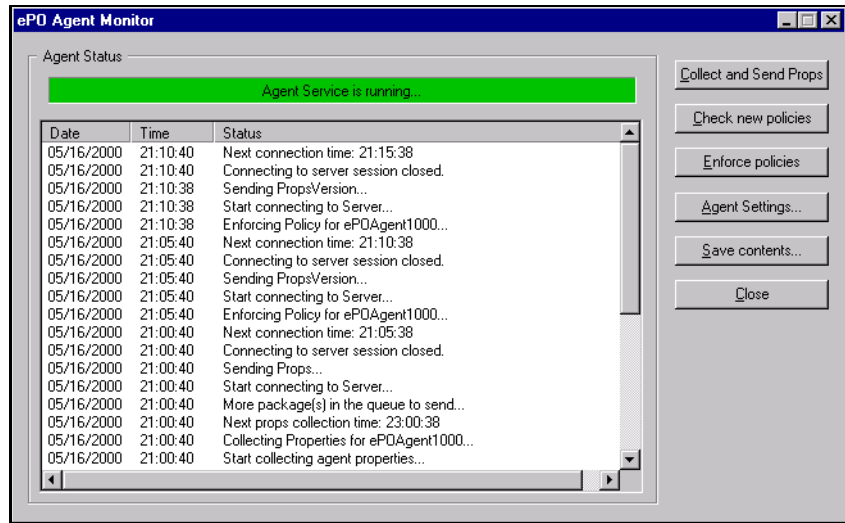 ePO Agent Monitor
Agent Status
Agent Service is running...
Date Time Status
05/16/2000 21:10:40 Next connection time: 21:15:38
05/16/2000 21:10:40 Connecting to server session closed.
05/16/2000 21:10:38 Sending PropsVersion...
05/16/2000 21:10:38 Start connecting to Server...
05/16/2000 21:10:38 Enforcing Policy for ePOAgent1000...
05/16/2000 21:05:40 Next connection time: 21:10:38
05/16/2000 21:05:40 Connecting to server session closed.
05/16/2000 21:05:40 Sending PropsVersion...
05/16/2000 21:05:40 Start connecting to Server...
05/16/2000 21:05:40 Enforcing Policy for ePOAgent1000...
05/16/2000 21:00:40 Next connection time: 21:05:38
05/16/2000 21:00:40 Connecting to server session closed.
05/16/2000 21:00:40 Sending Props...
05/16/2000 21:00:40 Start connecting to Server...
05/16/2000 21:00:40 More package(s) in the queue to send...
05/16/2000 21:00:40 Next props collection time: 23:00:38
05/16/2000 21:00:40 Collecting Properties for ePOAgent1000...
05/16/2000 21:00:40 Start collecting agent properties...
Collect and Send Props
Check new policies
Enforce policies
Agent Settings...
Save contents...
Close